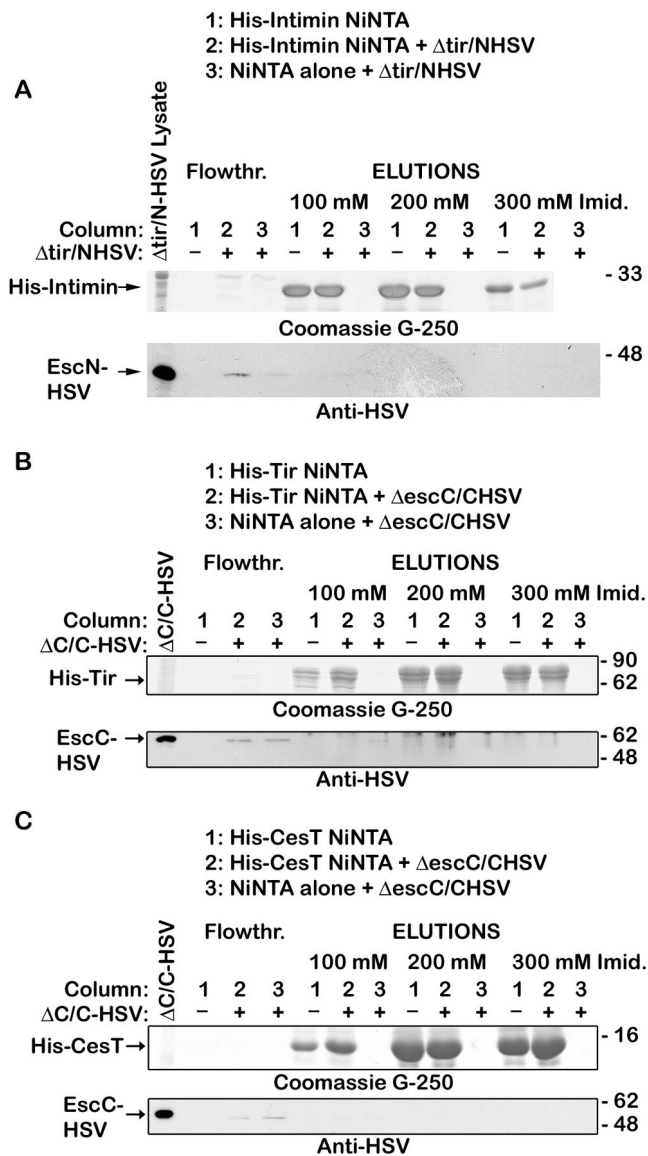 1: His-Intimin NiNTA
2: His-Intimin NiNTA + Δtir/NHSV
3: NiNTA alone + Δtir/NHSV
A
Δtir/N-HSV Lysate
Flowthr. ELUTIONS
100 mM 200 mM 300 mM Imid.
Column: 1 2 3 1 2 3 1 2 3 1 2 3
Δtir/NHSV: – + + – + + – + + – + +
His-Intimin
- 33
Coomassie G-250
- 48
EscN-
HSV
Anti-HSV
B
1: His-Tir NiNTA
2: His-Tir NiNTA + ΔescC/CHSV
3: NiNTA alone + ΔescC/CHSV
ΔC/C-HSV
Flowthr. ELUTIONS
100 mM 200 mM 300 mM Imid.
Column: 1 2 3 1 2 3 1 2 3 1 2 3
ΔC/C-HSV: – + + – + + – + + – + +
- 90
His-Tir - 62
Coomassie G-250
EscC- - 62
HSV - 48
Anti-HSV
C
1: His-CesT NiNTA
2: His-CesT NiNTA + ΔescC/CHSV
3: NiNTA alone + ΔescC/CHSV
ΔC/C-HSV
Flowthr. ELUTIONS
100 mM 200 mM 300 mM Imid.
Column: 1 2 3 1 2 3 1 2 3 1 2 3
ΔC/C-HSV: – + + – + + – + + – + +
- 16
His-CesT
Coomassie G-250
EscC- - 62
HSV - 48
Anti-HSV